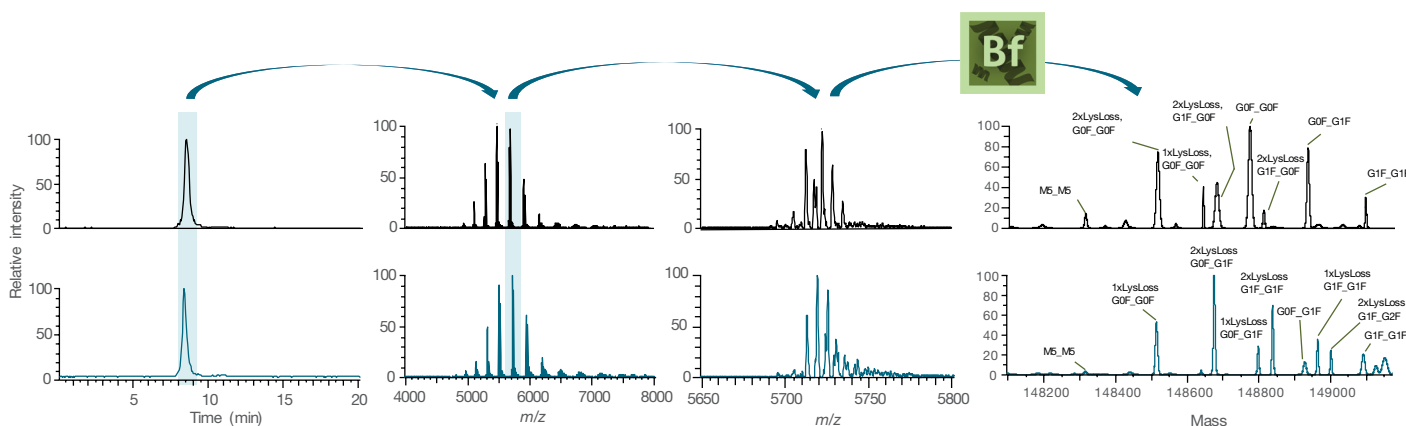 Bf
Relative intensity
100
50
0
100
50
0
5
10
15
20
Time (min)
100
50
0
100
50
0
4000
5000
6000
7000
8000
m/z
100
50
0
100
50
0
5650
5700
5750
5800
m/z
100
80
60
40
20
0
M5_M5
2xLysLoss,
G0F_G0F
1xLysLoss,
G0F_G0F
2xLysLoss,
G1F_G0F
G0F_G0F
2xLysLoss
G1F_G0F
G0F_G1F
G1F_G1F
100
80
60
40
20
0
M5_M5
1xLysLoss
G0F_G0F
2xLysLoss
G0F_G1F
1xLysLoss
G0F_G1F
2xLysLoss
G1F_G1F
G0F_G1F
1xLysLoss
G1F_G1F
2xLysLoss
G1F_G2F
G1F_G1F
148200
148400
148600
148800
149000
Mass